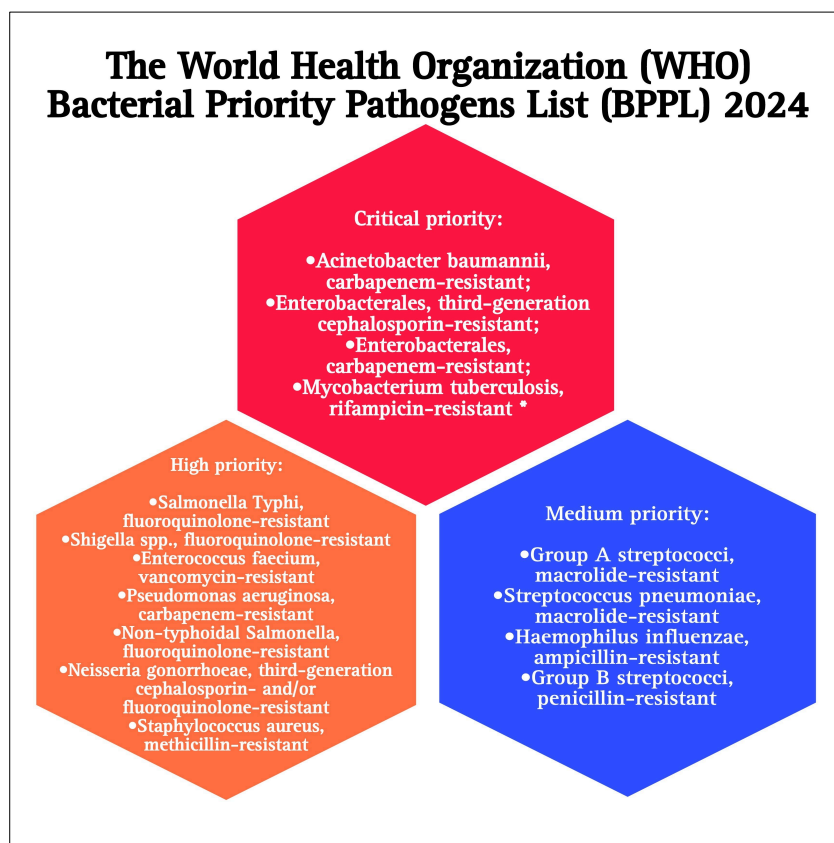 The World Health Organization (WHO)
Bacterial Priority Pathogens List (BPPL) 2024
Critical priority:
•Acinetobacter baumannii,
carbapenem-resistant;
•Enterobacterales, third-generation
cephalosporin-resistant;
•Enterobacterales,
carbapenem-resistant;
•Mycobacterium tuberculosis,
rifampicin-resistant *
High priority:
•Salmonella Typhi,
fluoroquinolone-resistant
•Shigella spp., fluoroquinolone-resistant
•Enterococcus faecium,
vancomycin-resistant
•Pseudomonas aeruginosa,
carbapenem-resistant
•Non-typhoidal Salmonella,
fluoroquinolone-resistant
•Neisseria gonorrhoeae, third-generation
cephalosporin- and/or
fluoroquinolone-resistant
•Staphylococcus aureus,
methicillin-resistant
Medium priority:
•Group A streptococci,
macrolide-resistant
•Streptococcus pneumoniae,
macrolide-resistant
•Haemophilus influenzae,
ampicillin-resistant
•Group B streptococci,
penicillin-resistant